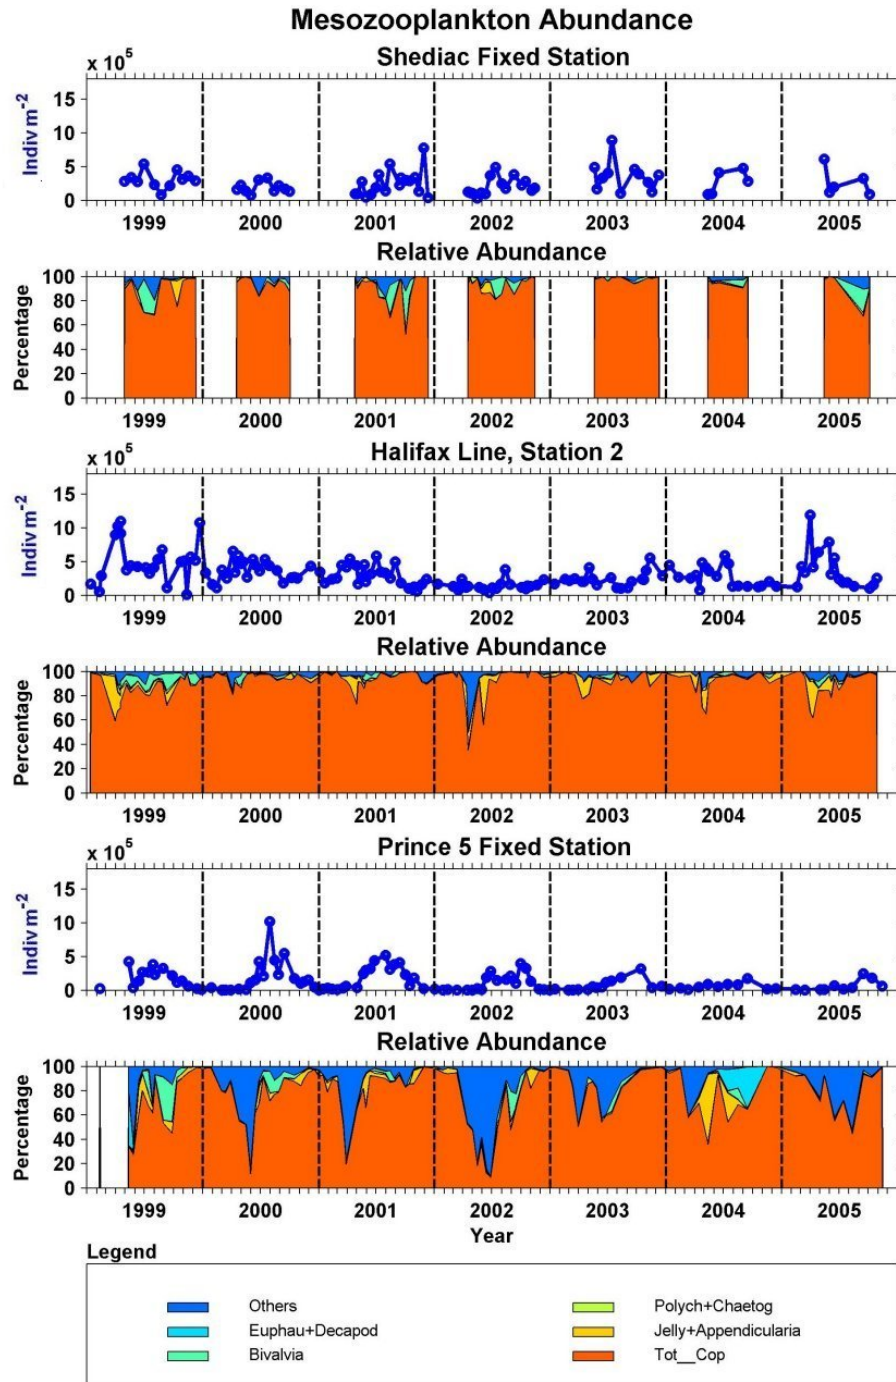 Mesozooplankton Abundance
Shediac Fixed Station
x 10^5
Indiv m^-2
15
10
5
0
1999 2000 2001 2002 2003 2004 2005
Relative Abundance
Percentage
100
80
60
40
20
0
1999 2000 2001 2002 2003 2004 2005
Halifax Line, Station 2
x 10^5
Indiv m^-2
15
10
5
0
1999 2000 2001 2002 2003 2004 2005
Relative Abundance
Percentage
100
80
60
40
20
0
1999 2000 2001 2002 2003 2004 2005
Prince 5 Fixed Station
x 10^5
Indiv m^-2
15
10
5
0
1999 2000 2001 2002 2003 2004 2005
Relative Abundance
Percentage
100
80
60
40
20
0
1999 2000 2001 2002 2003 2004 2005
Year
Legend
Others Polych+Chaetog
Euphau+Decapod Jelly+Appendicularia
Bivalvia Tot__Cop